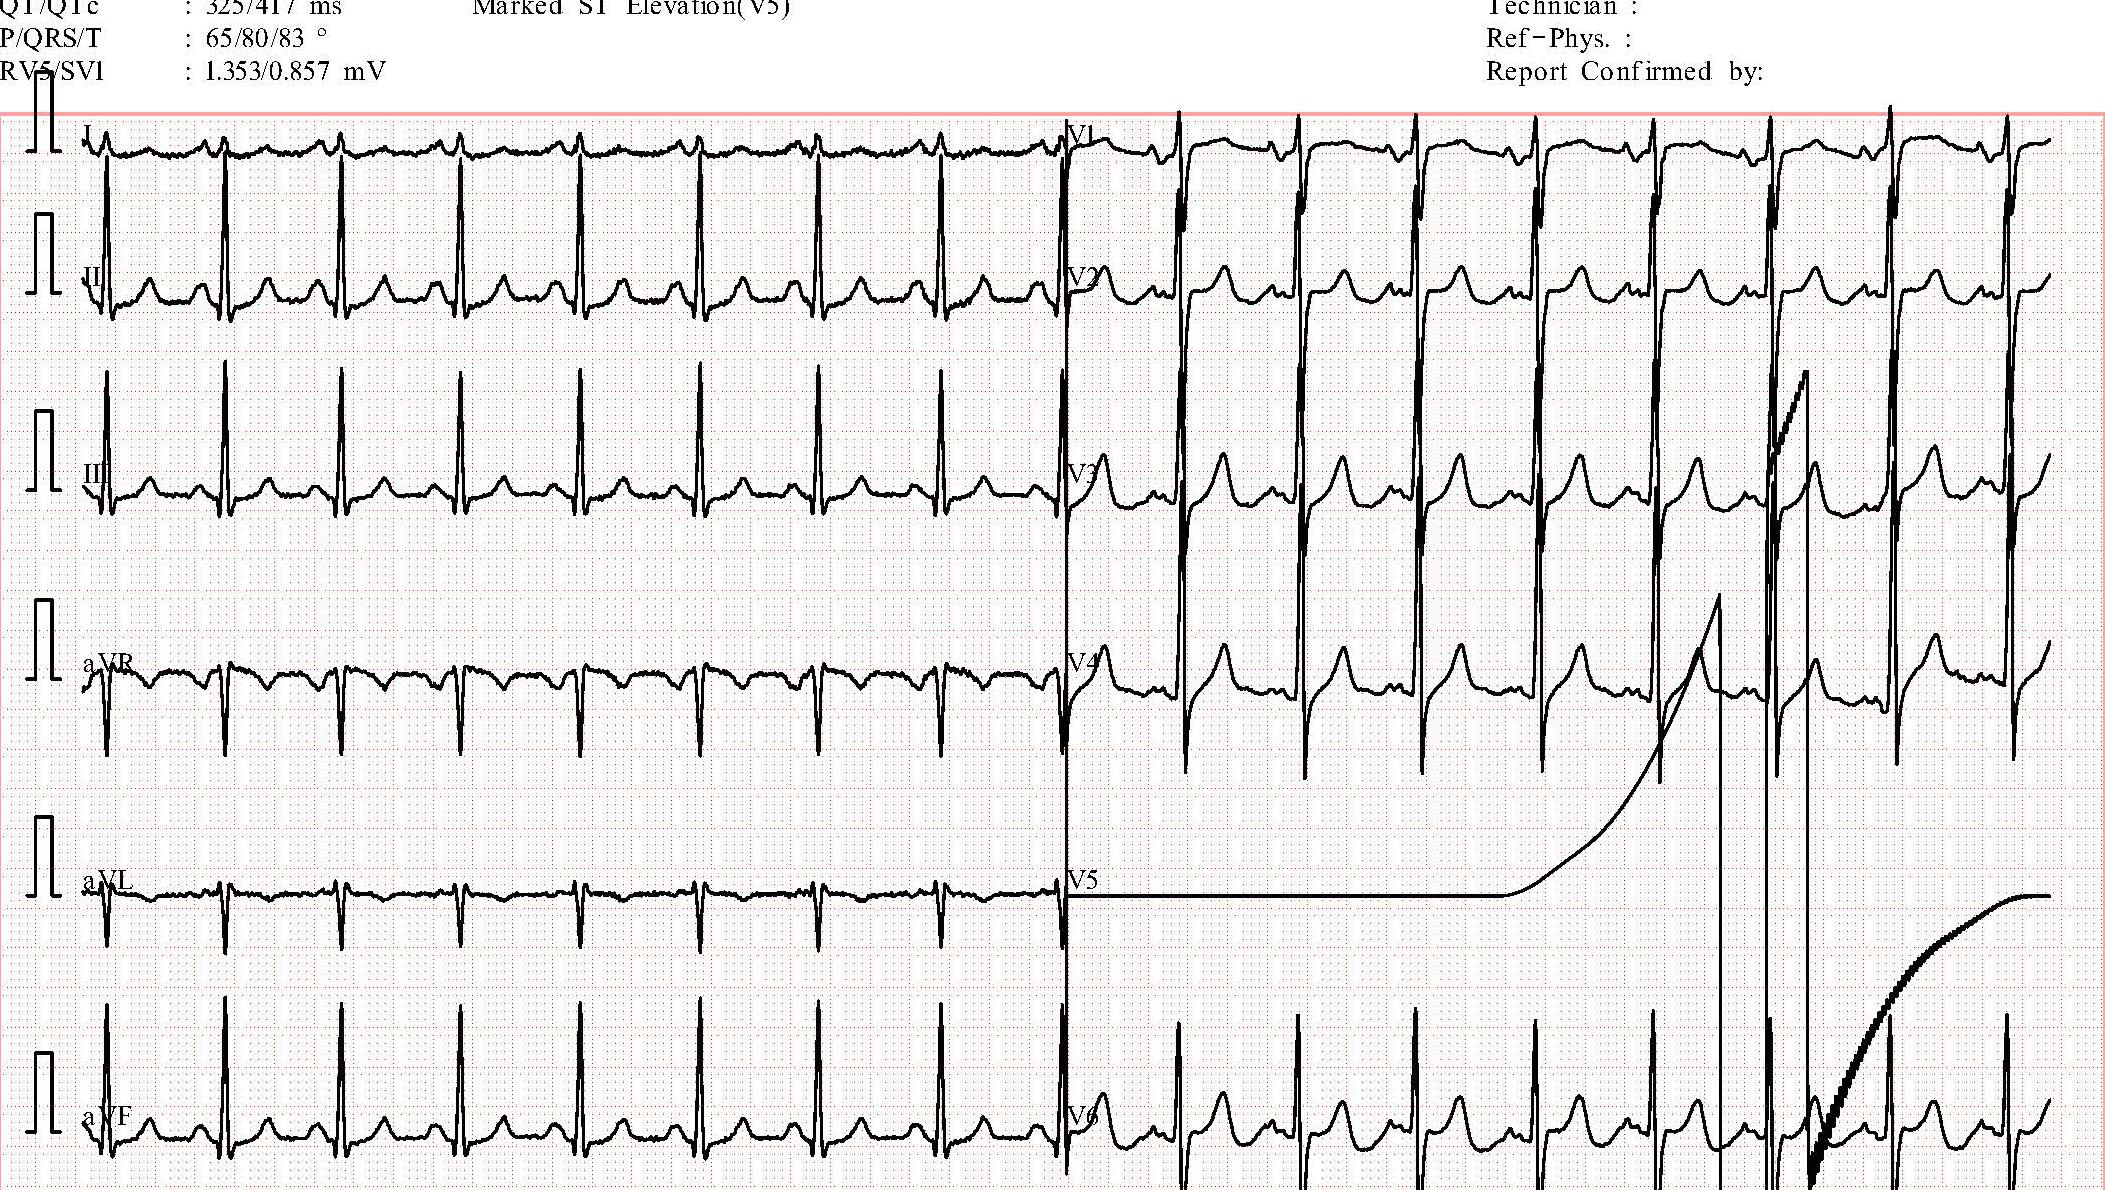 QT/QTc : 325/417 ms Marked ST Elevation(V5) Technician :
P/QRS/T : 65/80/83 ° Ref-Phys. :
RV5/SV1 : 1.353/0.857 mV Report Confirmed by:
I V1
II V2
III V3
aVR V4
aVL V5
aVF V6